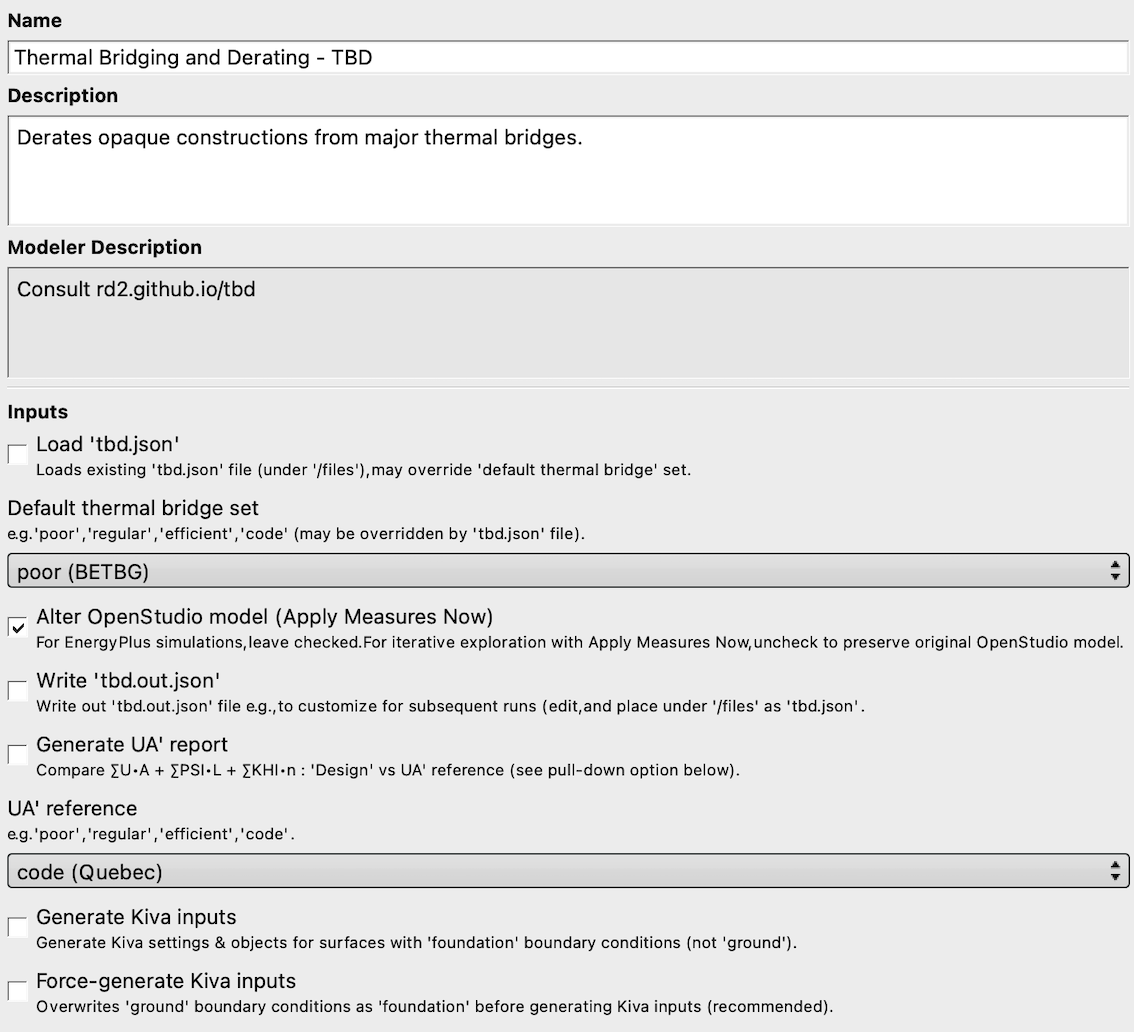 Name
Thermal Bridging and Derating - TBD
Description
Derates opaque constructions from major thermal bridges.
Modeler Description
Consult rd2.github.io/tbd
Inputs
Load 'tbd.json'
Loads existing 'tbd.json' file (under '/files'),may override 'default thermal bridge' set.
Default thermal bridge set
e.g.'poor','regular','efficient','code' (may be overridden by 'tbd.json' file).
poor (BETBG)
Alter OpenStudio model (Apply Measures Now)
For EnergyPlus simulations,leave checked.For iterative exploration with Apply Measures Now,uncheck to preserve original OpenStudio model.
Write 'tbd.out.json'
Write out 'tbd.out.json' file e.g.,to customize for subsequent runs (edit,and place under '/files' as 'tbd.json'.
Generate UA' report
Compare ∑U•A + ∑PSI•L + ∑KHI•n : 'Design' vs UA' reference (see pull-down option below).
UA' reference
e.g.'poor','regular','efficient','code'.
code (Quebec)
Generate Kiva inputs
Generate Kiva settings & objects for surfaces with 'foundation' boundary conditions (not 'ground').
Force-generate Kiva inputs
Overwrites 'ground' boundary conditions as 'foundation' before generating Kiva inputs (recommended).